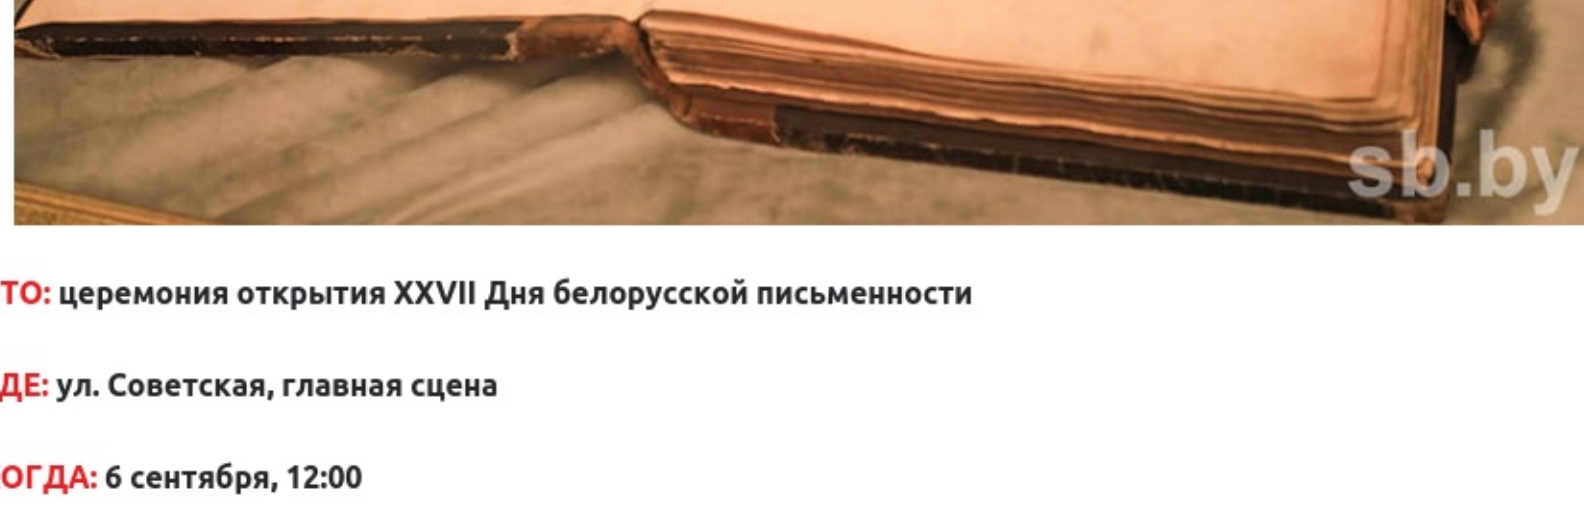 sb.by
ТО: церемония открытия XXVII Дня белорусской письменности
ДЕ: ул. Советская, главная сцена
ОГДА: 6 сентября, 12:00